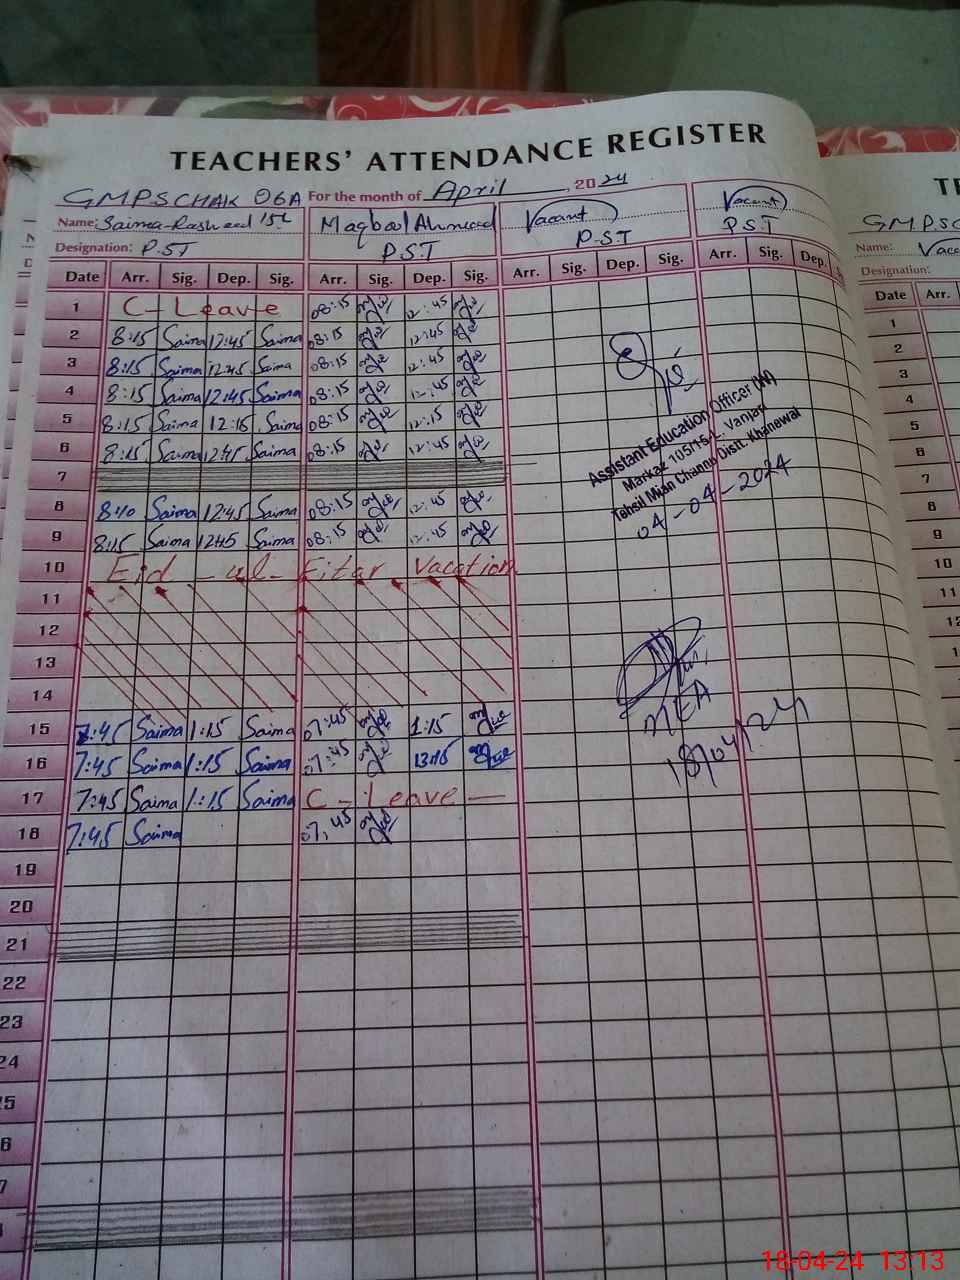 TEACHERS' ATTENDANCE REGISTER
GMPSCHAK 06A For the month of April, 2024
Name: Saima Rasheed Maqbool Ahmead Vacant Vacant
Designation: P.S.T P.S.T P.S.T P.S.T
Date Arr. Sig. Dep. Sig. Arr. Sig. Dep. Sig. Arr. Sig. Dep. Sig. Arr. Sig. Dep.
1 C-Leave 08:15 12:45
2 8:15 Saima 12:45 Saima 08:15 12:45
3 8:15 Saima 12:45 Saima 08:15 12:45
4 8:15 Saima 12:45 Saima 08:15 12:45
5 8:15 Saima 12:15 Saima 08:15 12:15
6 8:15 Saima 12:45 Saima 08:15 12:45
7
8 8:10 Saima 12:45 Saima 08:15 12:45
9 8:15 Saima 12:45 Saima 08:15 12:45
10 Eid-ul-Fitar Vacation
11
12
13
14
15 7:45 Saima 1:15 Saima 07:45 1:15
16 7:45 Saima 1:15 Saima 07:45 13:15
17 7:45 Saima 1:15 Saima C-Leave
18 7:45 Saima 07:45
19
20
21
22
23
24
25
6
7
Assistant Education Officer (W)
Markaz 105/15-L. Vanjari
Tehsil Mian Channu Distt. Khanewal
04-04-2024
MEA
18/04/24
GMPSC
Name: Vaca
Designation:
Date Arr.
1
2
3
4
5
6
7
8
9
10
11
12
18-04-24 13:13